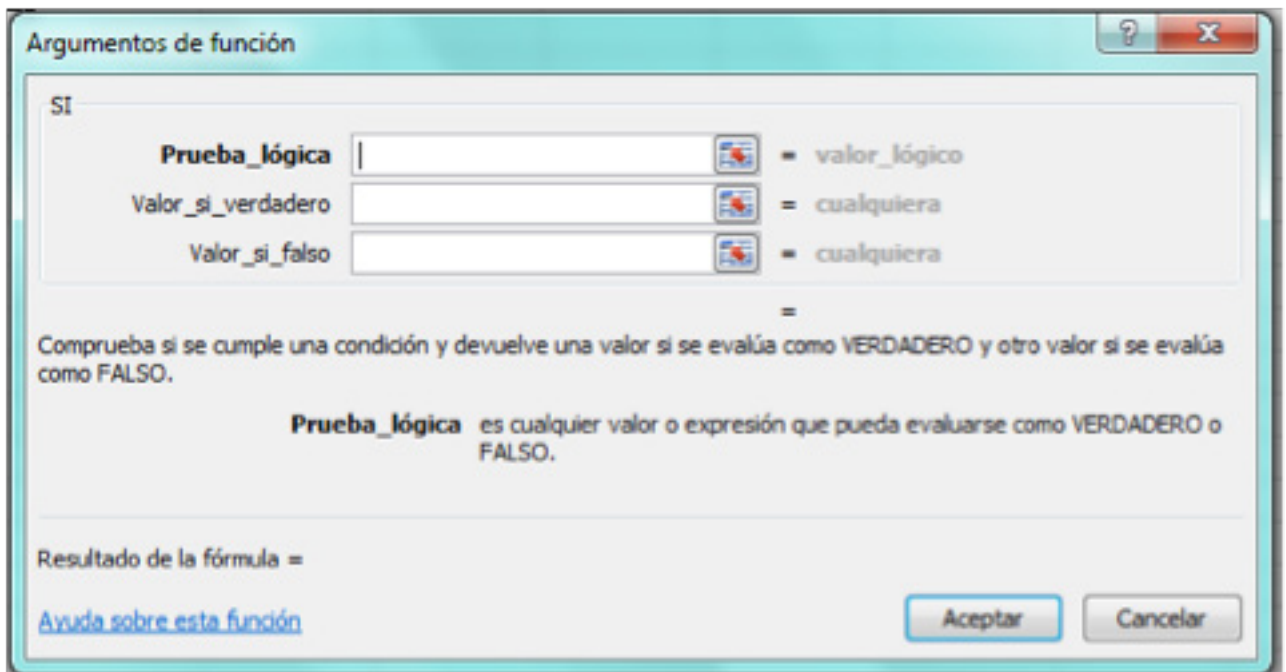 Argumentos de función
SI
Prueba_lógica = valor_lógico
Valor_si_verdadero = cualquiera
Valor_si_falso = cualquiera
=
Comprueba si se cumple una condición y devuelve una valor si se evalúa como VERDADERO y otro valor si se evalúa
como FALSO.
Prueba_lógica es cualquier valor o expresión que pueda evaluarse como VERDADERO o
FALSO.
Resultado de la fórmula =
Ayuda sobre esta función
Aceptar
Cancelar